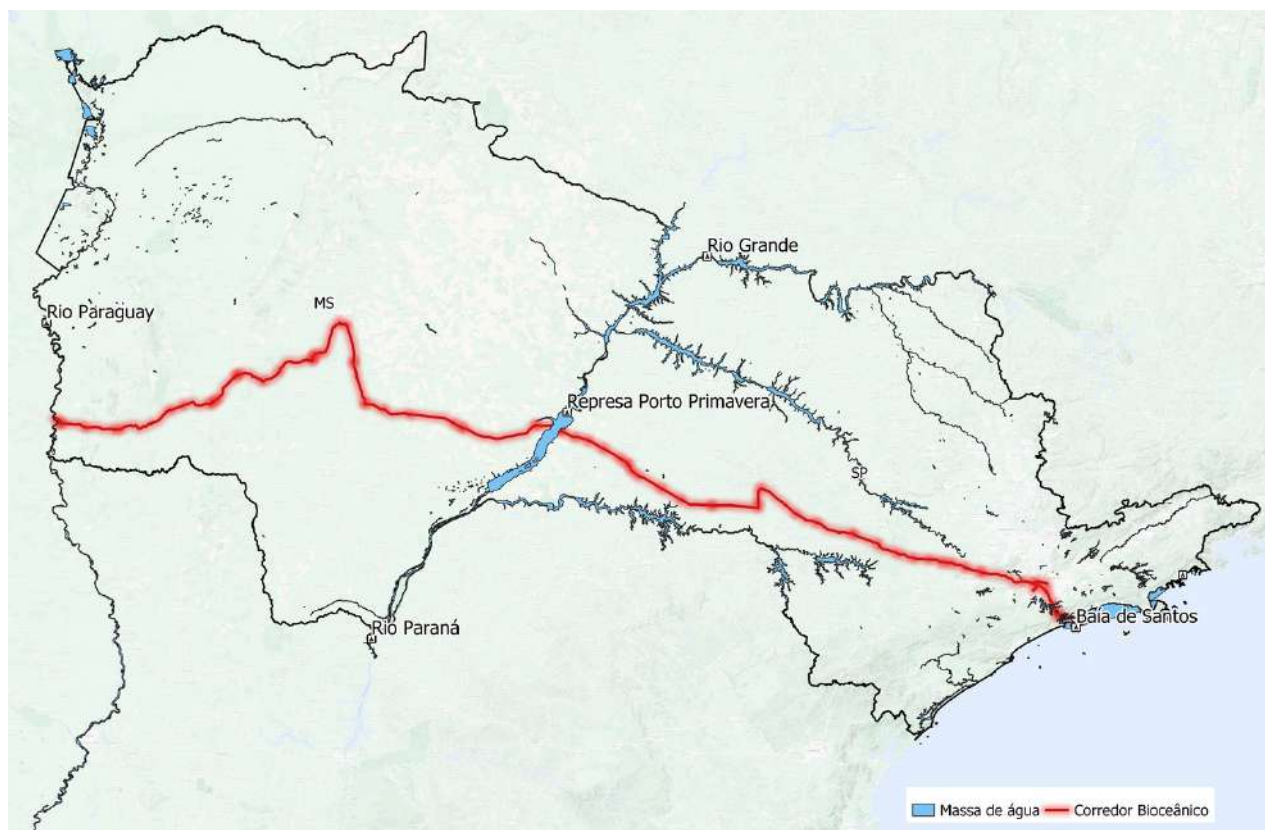 Rio Grande
MS
Rio Paraguay
Represa Porto Primavera
SP
Baía de Santos
Rio Paraná
Massa de água
Corredor Bioceânico